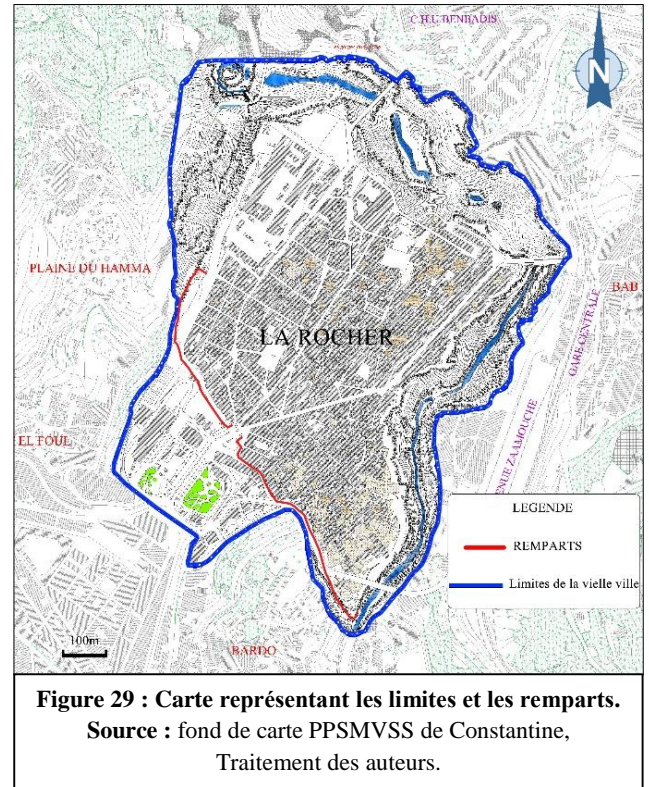 C.H.U BENBADIS
N
PLAINE DU HAMMA
BAB
LA ROCHER
GARE CENTRALE
EL FOUL
ENUE ZAAMOUCHE
LEGENDE
REMPARTS
Limites de la vielle ville
100m
BARDO
Figure 29 : Carte représentant les limites et les remparts.
Source : fond de carte PPSMVSS de Constantine,
Traitement des auteurs.